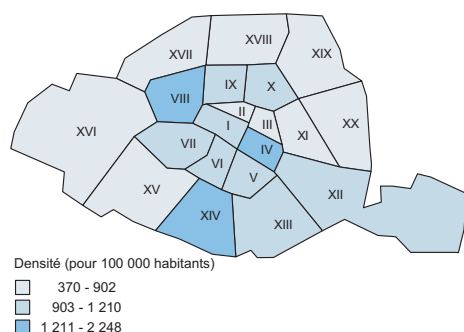 XVIII
XVII
XIX
IX
X
VIII
II
I
III
XX
XVI
XI
VII
IV
VI
V
XV
XII
XIV
XIII
Densité (pour 100 000 habitants)
370 - 902
903 - 1 210
1 211 - 2 248